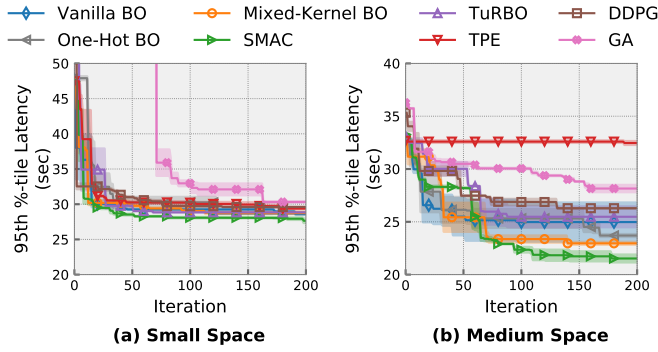 Vanilla BO Mixed-Kernel BO TuRBO DDPG
One-Hot BO SMAC TPE GA
50
45
40
35
30
25
20
0 50 100 150 200
95th %-tile Latency
(sec)
Iteration
(a) Small Space
40
35
30
25
20
0 50 100 150 200
95th %-tile Latency
(sec)
Iteration
(b) Medium Space